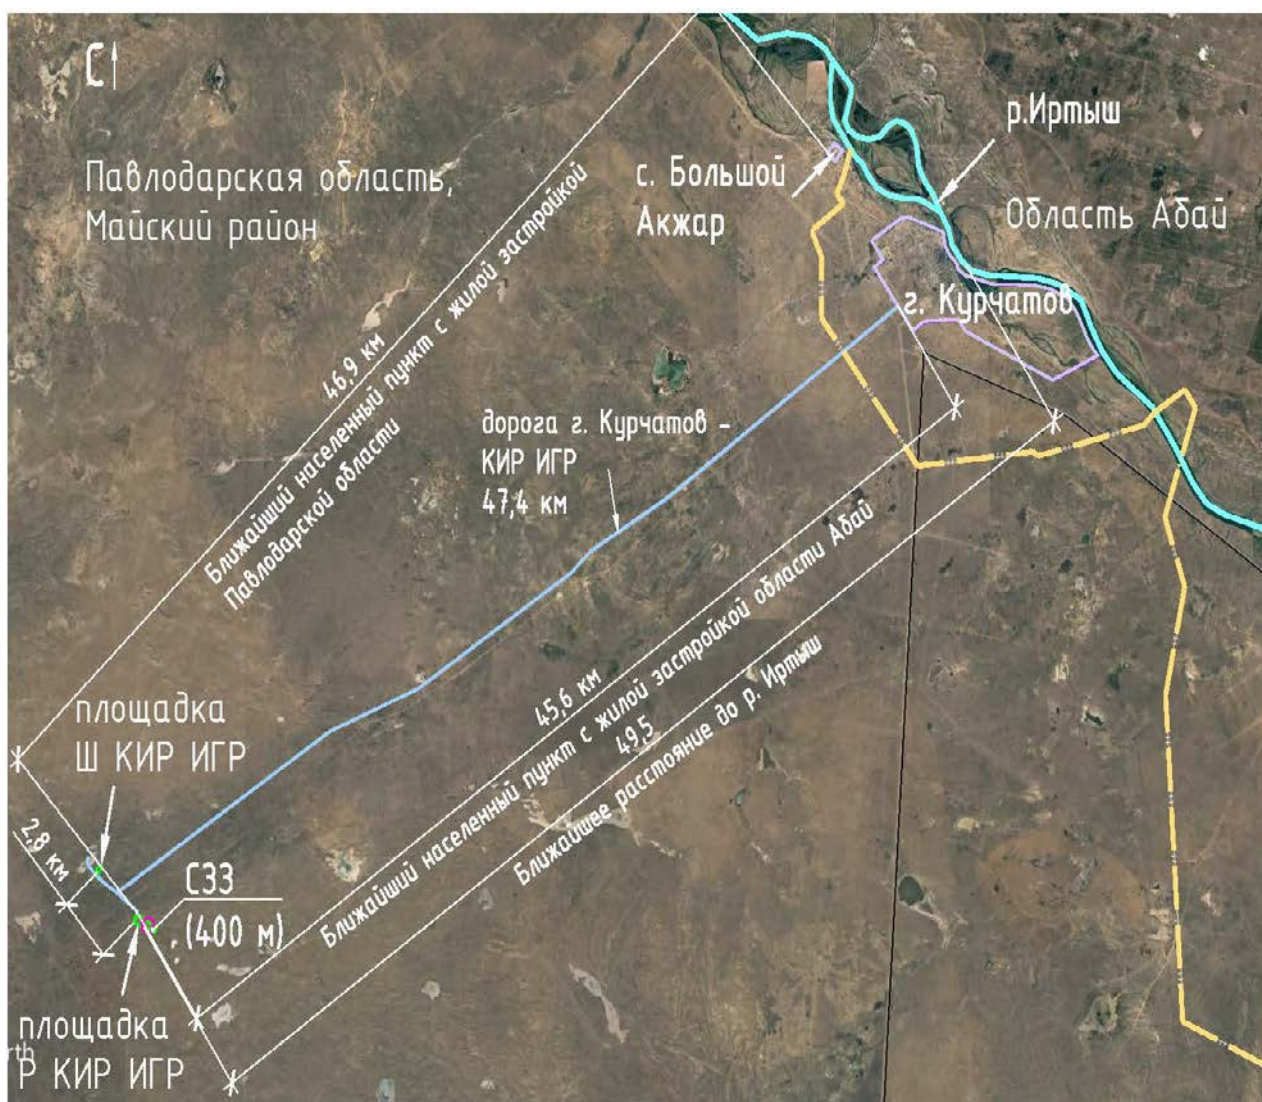 С
р.Иртыш
Павлодарская область,
Майский район
с. Большой
Акжар
Область Абай
г. Курчатов
46,9 км
Ближайший населенный пункт с жилой застройкой
Павлодарской области
дорога г. Курчатов –
КИР ИГР
47,4 км
45,6 км
Ближайший населенный пункт с жилой застройкой области Абай
49,5
Ближайшее расстояние до р. Иртыш
площадка
Ш КИР ИГР
2,8 км
СЗЗ
(400 м)
площадка
Р КИР ИГР